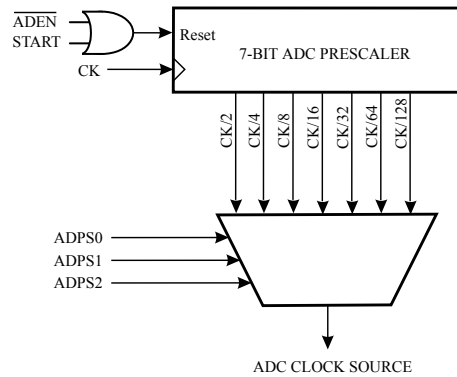 ADEN
START
Reset
7-BIT ADC PRESCALER
CK
CK/2
CK/4
CK/8
CK/16
CK/32
CK/64
CK/128
ADPS0
ADPS1
ADPS2
ADC CLOCK SOURCE